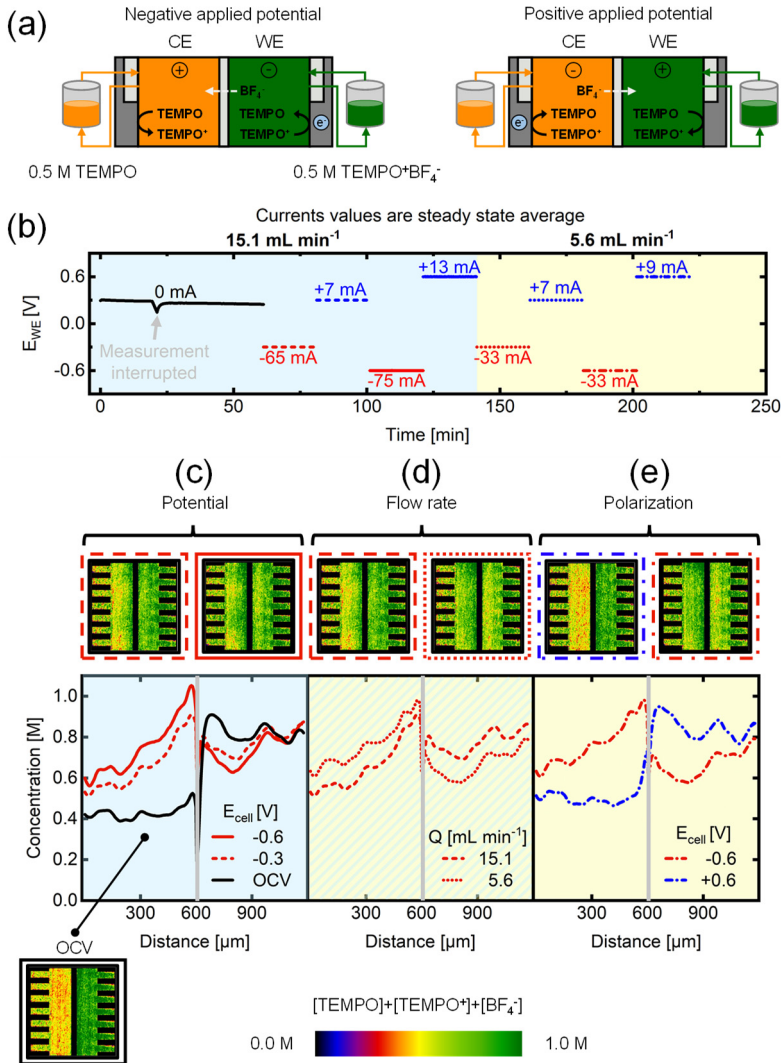 (a)
Negative applied potential
Positive applied potential
CE WE
CE WE
+ -
- +
BF₄⁻
BF₄⁻
TEMPO TEMPO
TEMPO⁺ TEMPO⁺
e⁻
TEMPO TEMPO
TEMPO⁺ TEMPO⁺
e⁻
0.5 M TEMPO
0.5 M TEMPO⁺BF₄⁻
(b)
Currents values are steady state average
15.1 mL min⁻¹
5.6 mL min⁻¹
E_WE [V]
0.6
0.0
-0.6
0 mA
+7 mA
+13 mA
+7 mA
+9 mA
Measurement
interrupted
-65 mA
-75 mA
-33 mA
-33 mA
0 50 100 150 200 250
Time [min]
(c) (d) (e)
Potential Flow rate Polarization
Concentration [M]
1.0
0.8
0.6
0.4
0.2
0.0
E_cell [V]
-0.6
-0.3
OCV
Q [mL min⁻¹]
15.1
5.6
E_cell [V]
-0.6
+0.6
300 600 900
300 600 900
300 600 900
Distance [µm]
Distance [µm]
Distance [µm]
OCV
[TEMPO]+[TEMPO⁺]+[BF₄⁻]
0.0 M
1.0 M